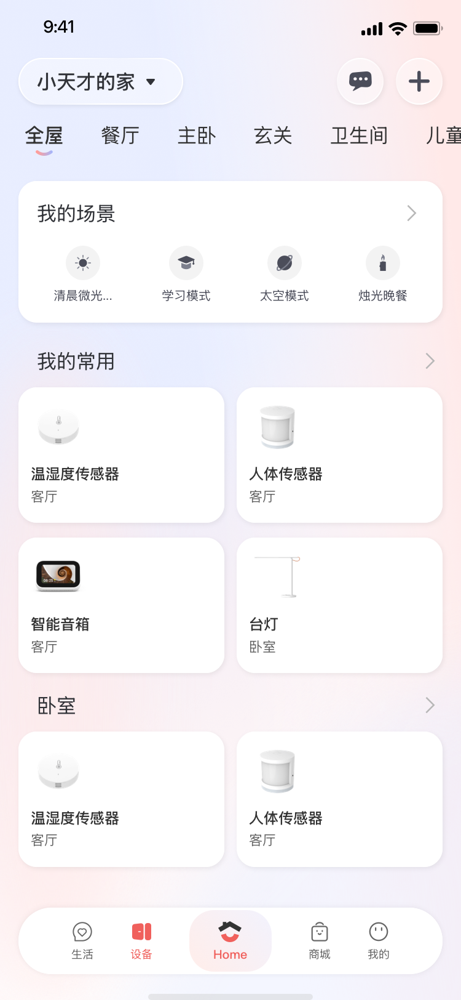 9:41
小天才的家
全屋 餐厅 主卧 玄关 卫生间 儿童
我的场景
清晨微光... 学习模式 太空模式 烛光晚餐
我的常用
温湿度传感器 人体传感器
客厅 客厅
08:25
智能音箱 台灯
客厅 卧室
卧室
温湿度传感器 人体传感器
客厅 客厅
生活 设备 Home 商城 我的